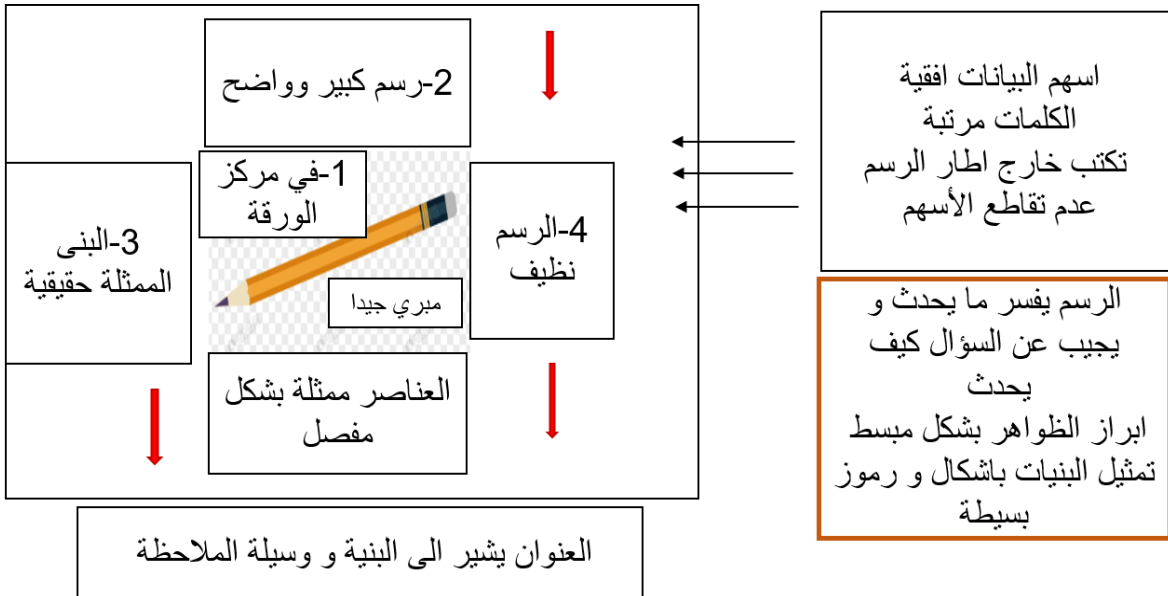 2-رسم كبير وواضح
1-في مركز
الورقة
3-البنى
الممثلة حقيقية
4-الرسم
نظيف
مبري جيدا
العناصر ممثلة بشكل
مفصل
العنوان يشير الى البنية و وسيلة الملاحظة
اسهم البيانات افقية
الكلمات مرتبة
تكتب خارج اطار الرسم
عدم تقاطع الأسهم
الرسم يفسر ما يحدث و
يجيب عن السؤال كيف
يحدث
ابراز الظواهر بشكل مبسط
تمثيل البنيات باشكال و رموز
بسيطة